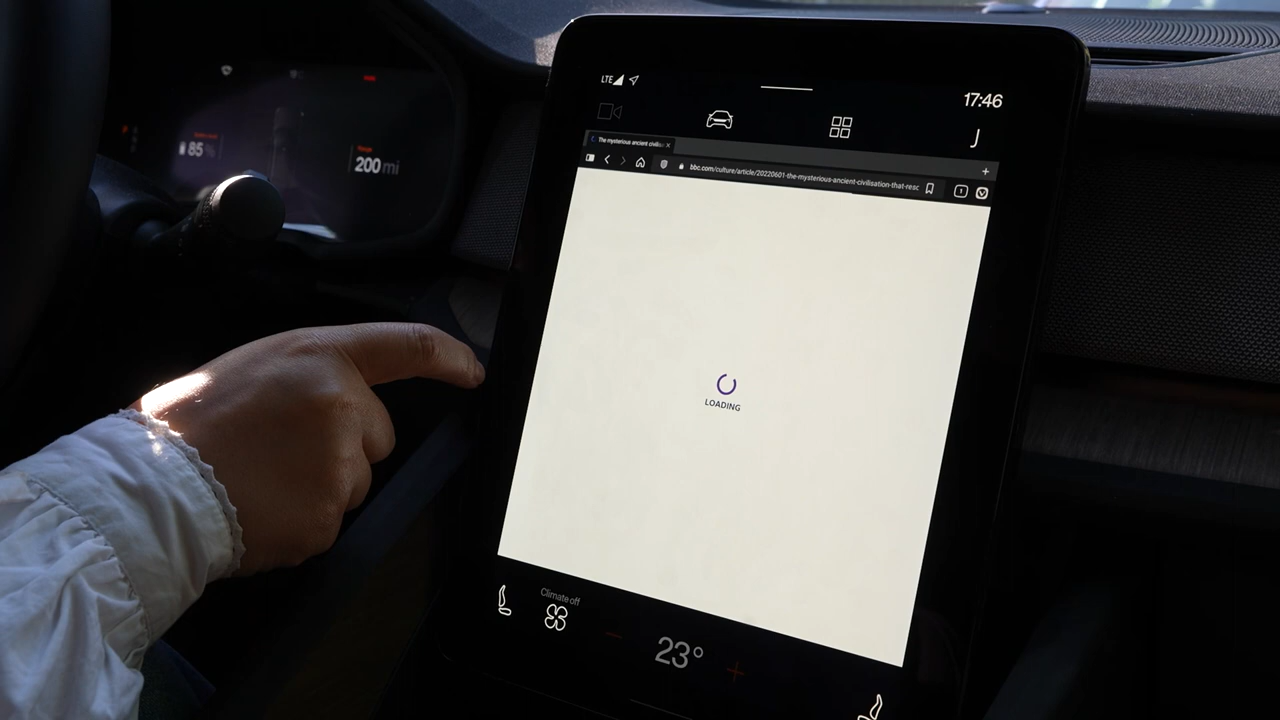 LTE
17:46
85%
200 mi
The mysterious ancient civilis
bbc.com/culture/article/20220601-the-mysterious-ancient-civilisation-that-resc
LOADING
Climate off
23°